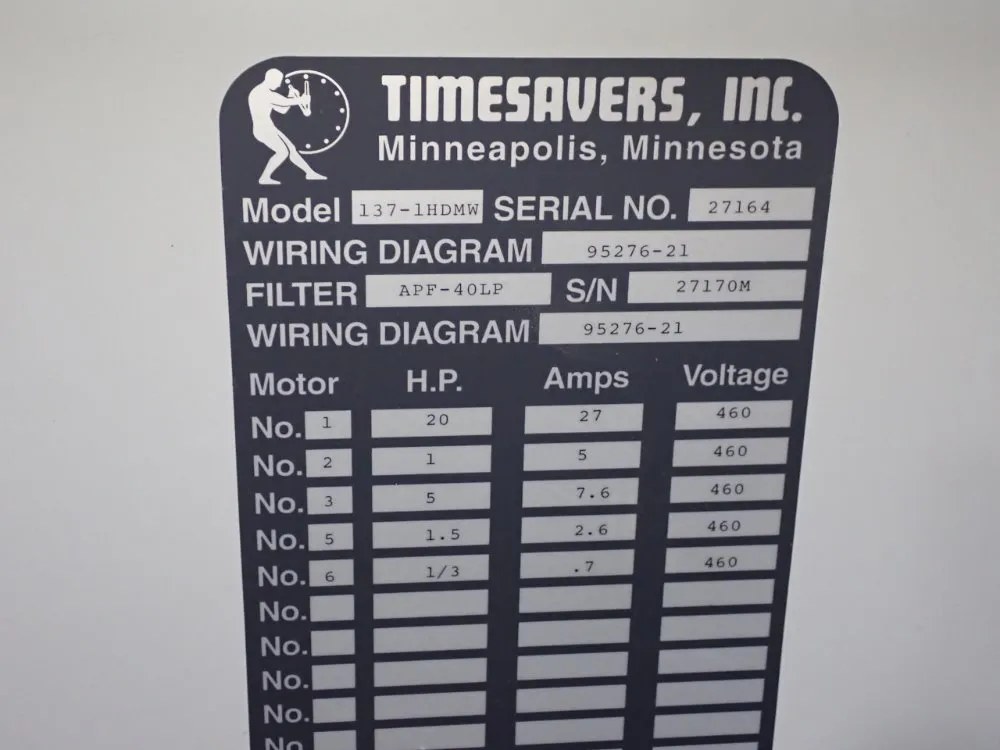 TIMESAVERS, INC.
Minneapolis, Minnesota
Model 137-1HDMW SERIAL NO. 27164
WIRING DIAGRAM 95276-21
FILTER APF-40LP S/N 27170M
WIRING DIAGRAM 95276-21
Motor H.P. Amps Voltage
No. 1 20 27 460
No. 2 1 5 460
No. 3 5 7.6 460
No. 5 1.5 2.6 460
No. 6 1/3 .7 460
No.
No.
No.
No.
No.